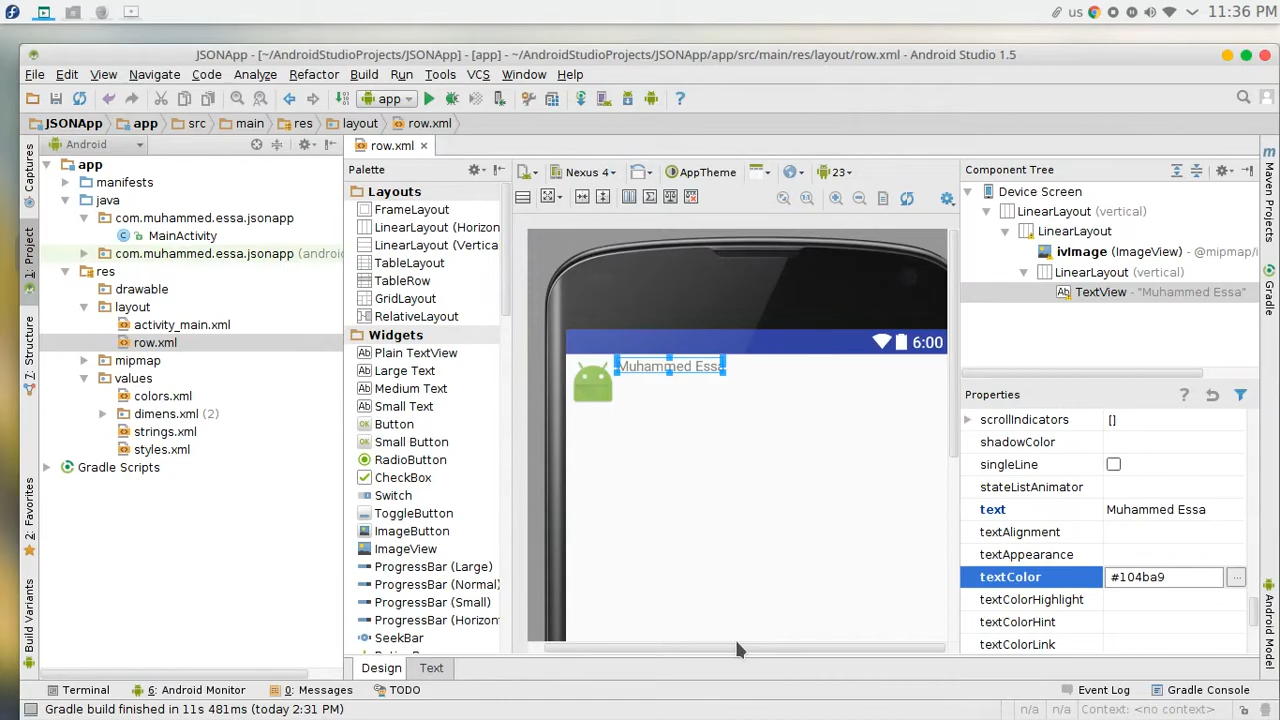 us 11:36 PM
JSONApp - [~/AndroidStudioProjects/JSONApp] - [app] - ~/AndroidStudioProjects/JSONApp/app/src/main/res/layout/row.xml - Android Studio 1.5
File Edit View Navigate Code Analyze Refactor Build Run Tools VCS Window Help
app
JSONApp app src main res layout row.xml
Captures
1: Project
7: Structure
2: Favorites
Build Variants
Android
app
manifests
java
com.muhammed.essa.jsonapp
MainActivity
com.muhammed.essa.jsonapp (androi
res
drawable
layout
activity_main.xml
row.xml
mipmap
values
colors.xml
dimens.xml (2)
strings.xml
styles.xml
Gradle Scripts
row.xml
Palette
Layouts
FrameLayout
LinearLayout (Horizon
LinearLayout (Vertica
TableLayout
TableRow
GridLayout
RelativeLayout
Widgets
Plain TextView
Large Text
Medium Text
Small Text
Button
Small Button
RadioButton
CheckBox
Switch
ToggleButton
ImageButton
ImageView
ProgressBar (Large)
ProgressBar (Normal)
ProgressBar (Small)
ProgressBar (Horizon
SeekBar
Design Text
Nexus 4 AppTheme 23
6:00
Muhammed Essa
Component Tree
Device Screen
LinearLayout (vertical)
LinearLayout
ivImage (ImageView) - @mipmap/i
LinearLayout (vertical)
TextView - "Muhammed Essa"
Properties
scrollIndicators []
shadowColor
singleLine
stateListAnimator
text Muhammed Essa
textAlignment
textAppearance
textColor #104ba9
textColorHighlight
textColorHint
textColorLink
Maven Projects
Gradle
Android Model
Terminal 6: Android Monitor 0: Messages TODO Event Log Gradle Console
Gradle build finished in 11s 481ms (today 2:31 PM) n/a n/a Context: <no context>